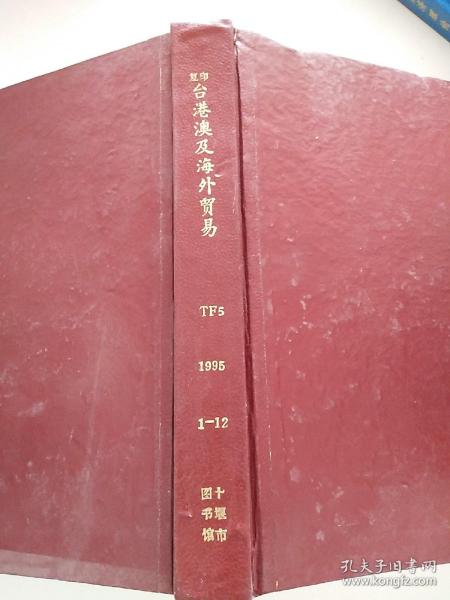 复印
台港澳及海外贸易
TF5
1995
1-12
十堰市
图书馆
孔夫子旧书网
www.kongfz.com